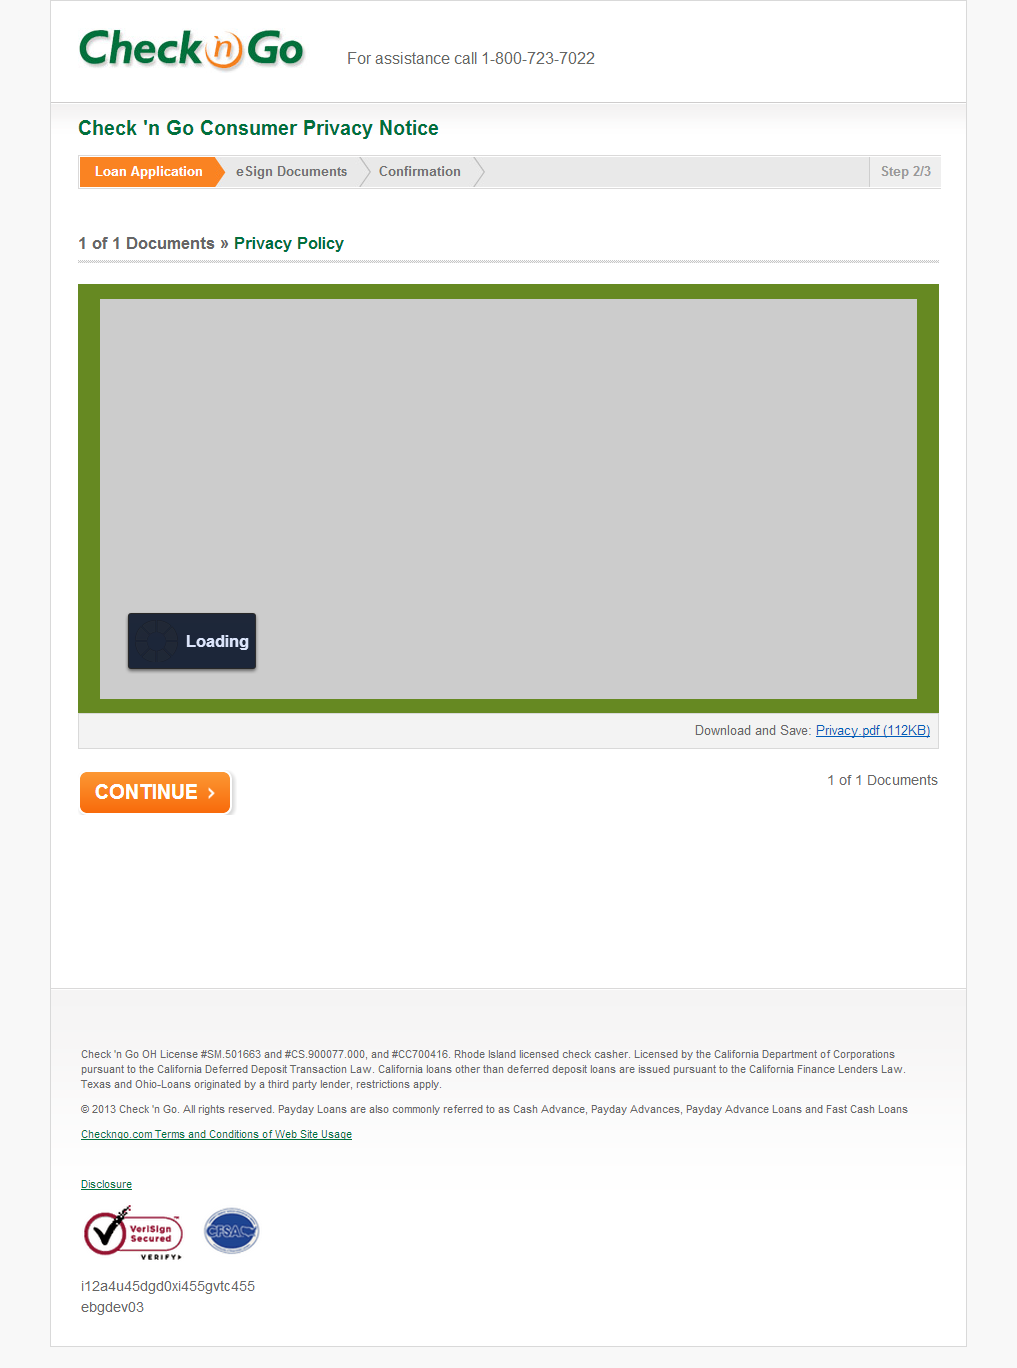 Check 'n Go
For assistance call 1-800-723-7022
Check 'n Go Consumer Privacy Notice
Loan Application
eSign Documents
Confirmation
Step 2/3
1 of 1 Documents » Privacy Policy
Loading
Download and Save: Privacy.pdf (112KB)
CONTINUE ›
1 of 1 Documents
Check 'n Go OH License #SM.501663 and #CS.900077.000, and #CC700416. Rhode Island licensed check casher. Licensed by the California Department of Corporations
pursuant to the California Deferred Deposit Transaction Law. California loans other than deferred deposit loans are issued pursuant to the California Finance Lenders Law.
Texas and Ohio-Loans originated by a third party lender, restrictions apply.
© 2013 Check 'n Go. All rights reserved. Payday Loans are also commonly referred to as Cash Advance, Payday Advances, Payday Advance Loans and Fast Cash Loans
Checkngo.com Terms and Conditions of Web Site Usage
Disclosure
VeriSign
Secured
VERIFY
CFSA
i12a4u45dgd0xi455gvtc455
ebgdev03